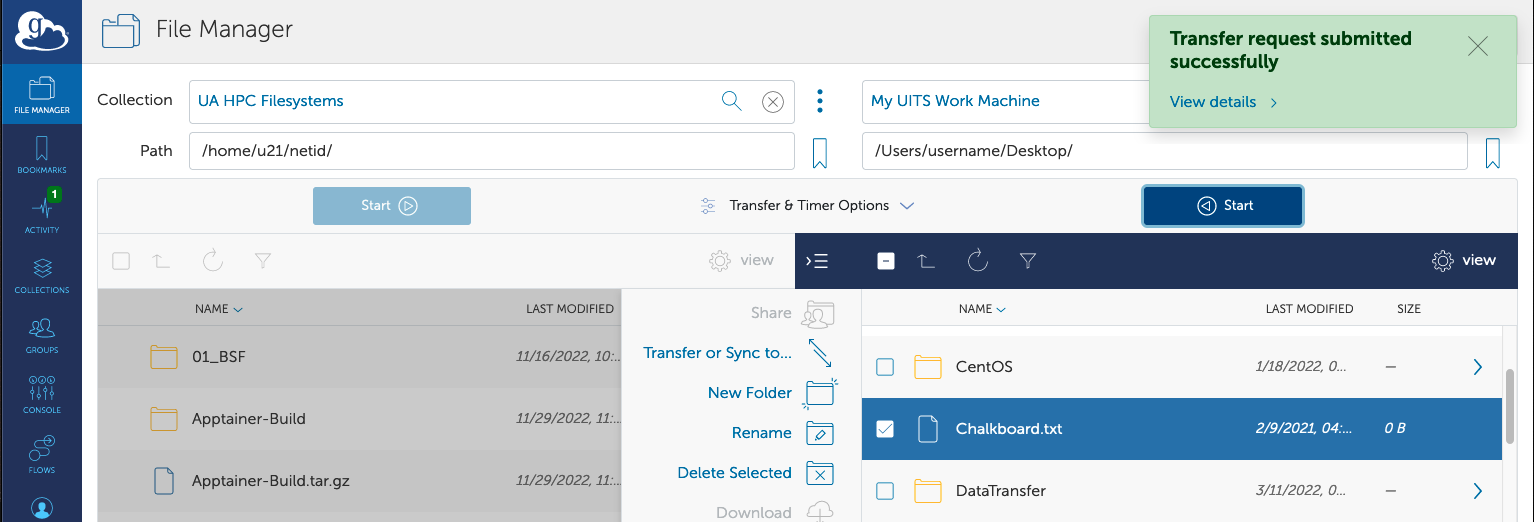 g
File Manager
Transfer request submitted
successfully
View details
FILE MANAGER
BOOKMARKS
1
ACTIVITY
COLLECTIONS
GROUPS
CONSOLE
FLOWS
Collection
UA HPC Filesystems
My UITS Work Machine
Path
/home/u21/netid/
/Users/username/Desktop/
Start
Transfer & Timer Options
Start
view
view
NAME
LAST MODIFIED
01_BSF
11/16/2022, 10:...
Apptainer-Build
11/29/2022, 11:...
Apptainer-Build.tar.gz
11/29/2022, 11:...
Share
Transfer or Sync to...
New Folder
Rename
Delete Selected
Download
NAME
LAST MODIFIED
SIZE
CentOS
1/18/2022, 0...
—
Chalkboard.txt
2/9/2021, 04:...
0 B
DataTransfer
3/11/2022, 0...
—